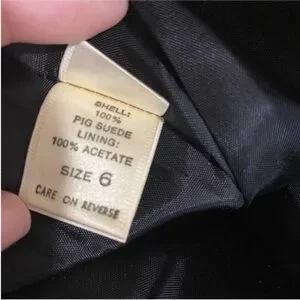 SHELL:
100%
PIG SUEDE
LINING:
100% ACETATE
SIZE 6
CARE ON REVERSE